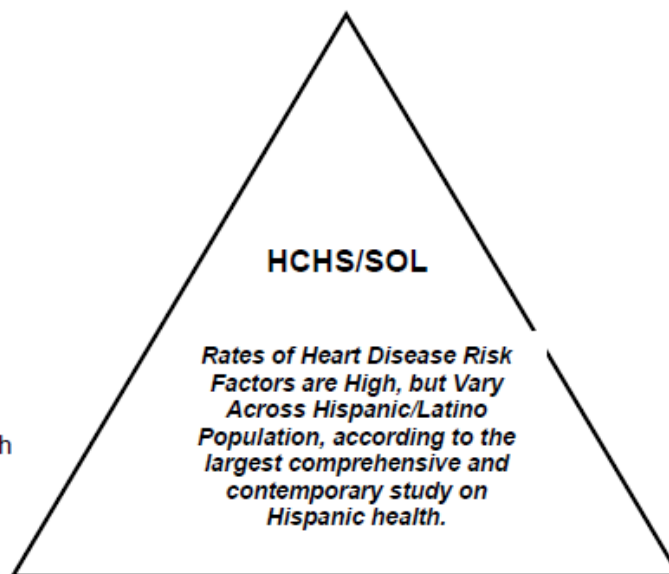 HCHS/SOL
Rates of Heart Disease Risk
Factors are High, but Vary
Across Hispanic/Latino
Population, according to the
h
largest comprehensive and
contemporary study on
Hispanic health.